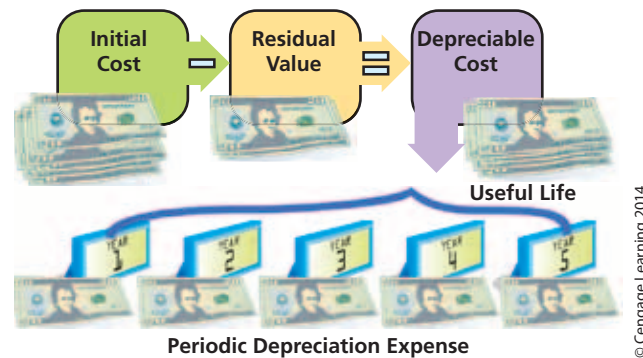 Initial
Cost
Residual
Value
Depreciable
Cost
Useful Life
YEAR
1
YEAR
2
YEAR
3
YEAR
4
YEAR
5
Periodic Depreciation Expense
© Cengage Learning 2014